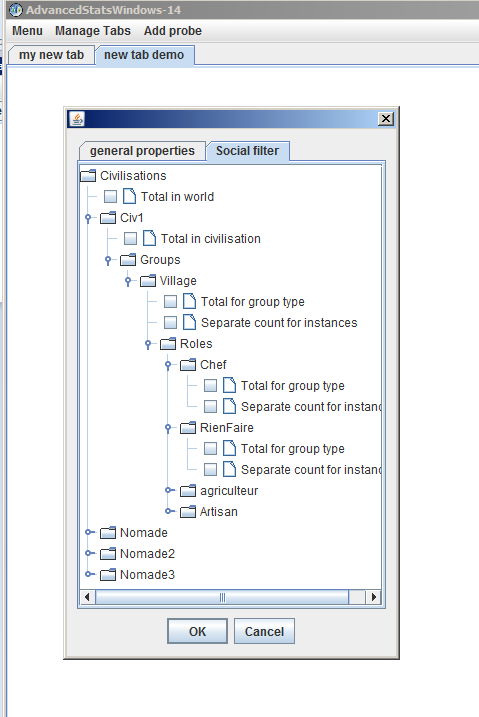 AdvancedStatsWindows-14
Menu Manage Tabs Add probe
my new tab new tab demo
general properties Social filter
Civilisations
Total in world
Civ1
Total in civilisation
Groups
Village
Total for group type
Separate count for instances
Roles
Chef
Total for group type
Separate count for instanc
RienFaire
Total for group type
Separate count for instanc
agriculteur
Artisan
Nomade
Nomade2
Nomade3
OK Cancel